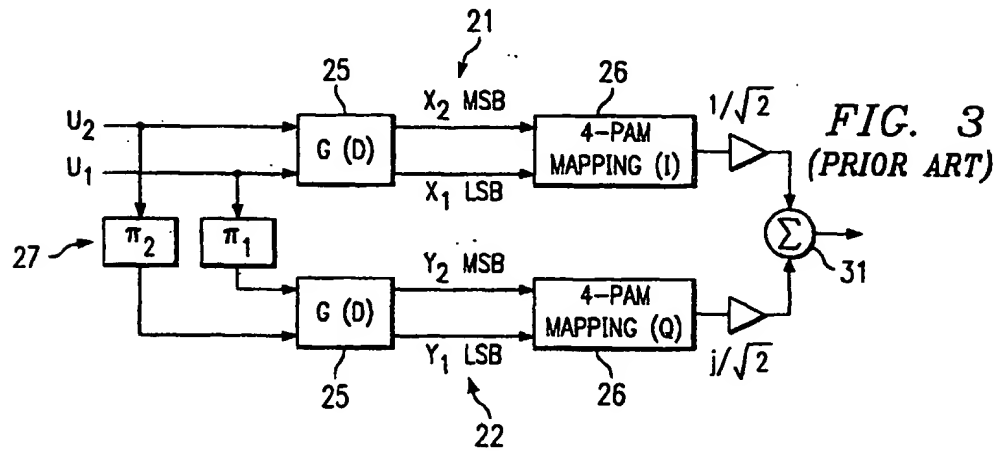 21
25
26
X2 MSB
1/√2
U2
G (D)
4-PAM
MAPPING (I)
FIG. 3
(PRIOR ART)
U1
X1 LSB
27
π2
π1
Σ
31
Y2 MSB
G (D)
4-PAM
MAPPING (Q)
Y1 LSB
j/√2
25
26
22